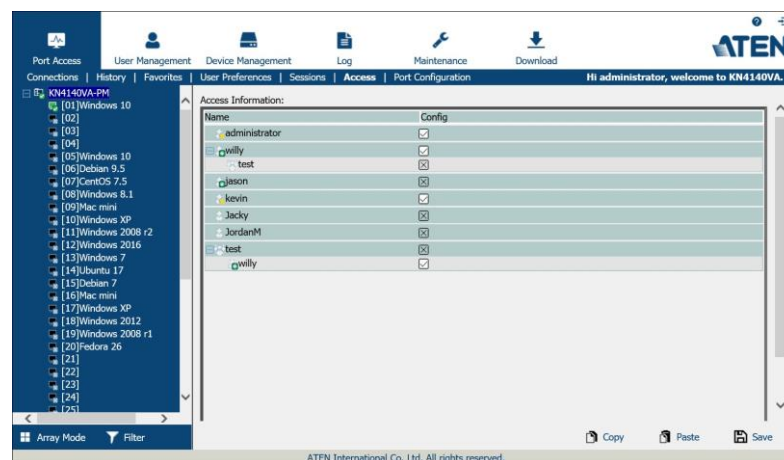 ATEN
Port Access
User Management
Device Management
Log
Maintenance
Download
Connections | History | Favorites | User Preferences | Sessions | Access | Port Configuration
Hi administrator, welcome to KN4140VA.
KN4140VA-PM
[01]Windows 10
[02]
[03]
[04]
[05]Windows 10
[06]Debian 9.5
[07]CentOS 7.5
[08]Windows 8.1
[09]Mac mini
[10]Windows XP
[11]Windows 2008 r2
[12]Windows 2016
[13]Windows 7
[14]Ubuntu 17
[15]Debian 7
[16]Mac mini
[17]Windows XP
[18]Windows 2012
[19]Windows 2008 r1
[20]Fedora 26
[21]
[22]
[23]
[24]
[25]
Array Mode
Filter
Access Information:
Name Config
administrator
willy
test
jason
kevin
Jacky
JordanM
test
willy
Copy
Paste
Save
ATEN International Co. Ltd. All rights reserved.